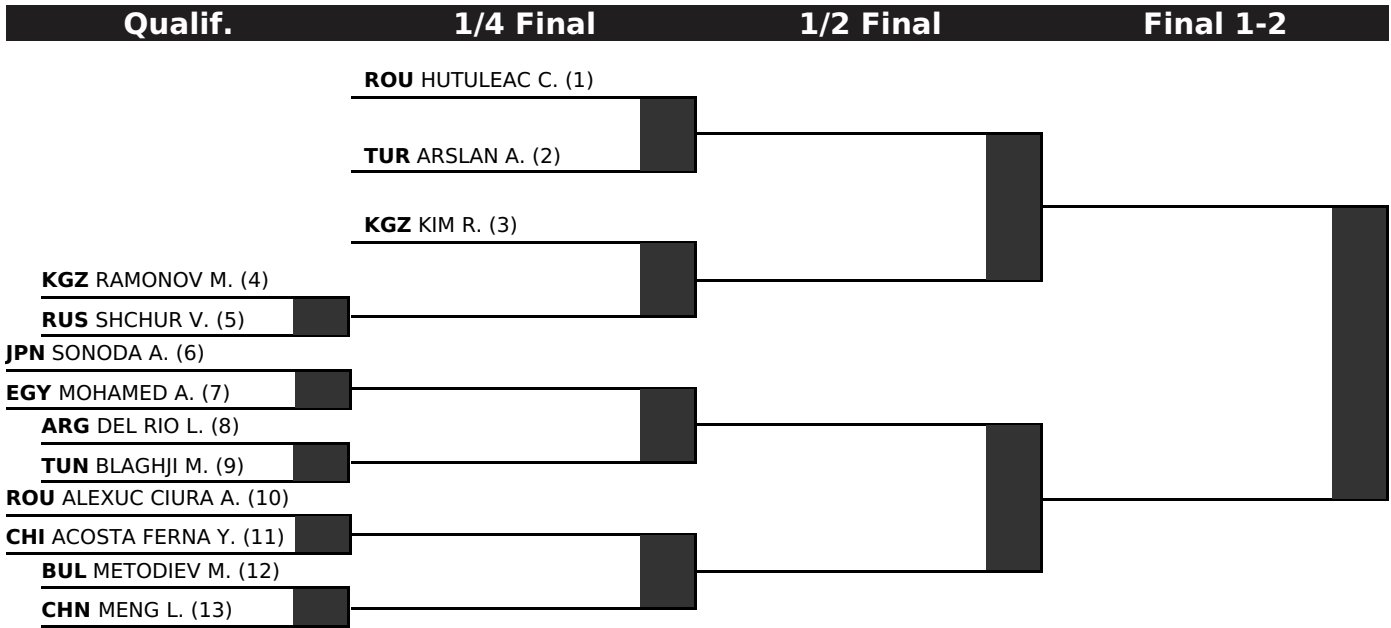 Qualif. 1/4 Final 1/2 Final Final 1-2
ROU HUTULEAC C. (1)
TUR ARSLAN A. (2)
KGZ KIM R. (3)
KGZ RAMONOV M. (4)
RUS SHCHUR V. (5)
JPN SONODA A. (6)
EGY MOHAMED A. (7)
ARG DEL RIO L. (8)
TUN BLAGHJI M. (9)
ROU ALEXUC CIURA A. (10)
CHI ACOSTA FERNA Y. (11)
BUL METODIEV M. (12)
CHN MENG L. (13)